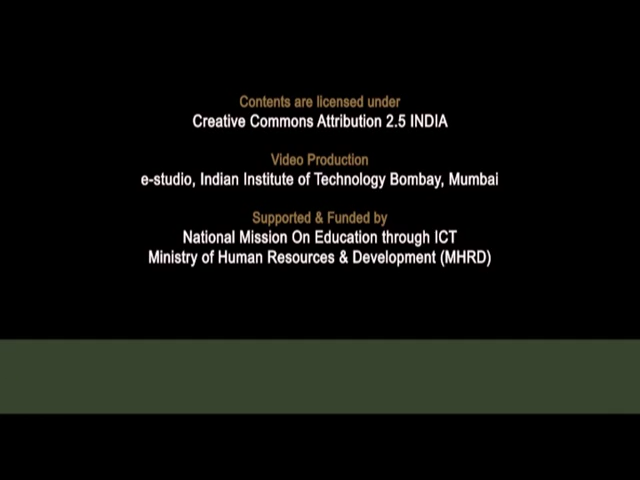 Contents are licensed under
Creative Commons Attribution 2.5 INDIA
Video Production
e-studio, Indian Institute of Technology Bombay, Mumbai
Supported & Funded by
National Mission On Education through ICT
Ministry of Human Resources & Development (MHRD)